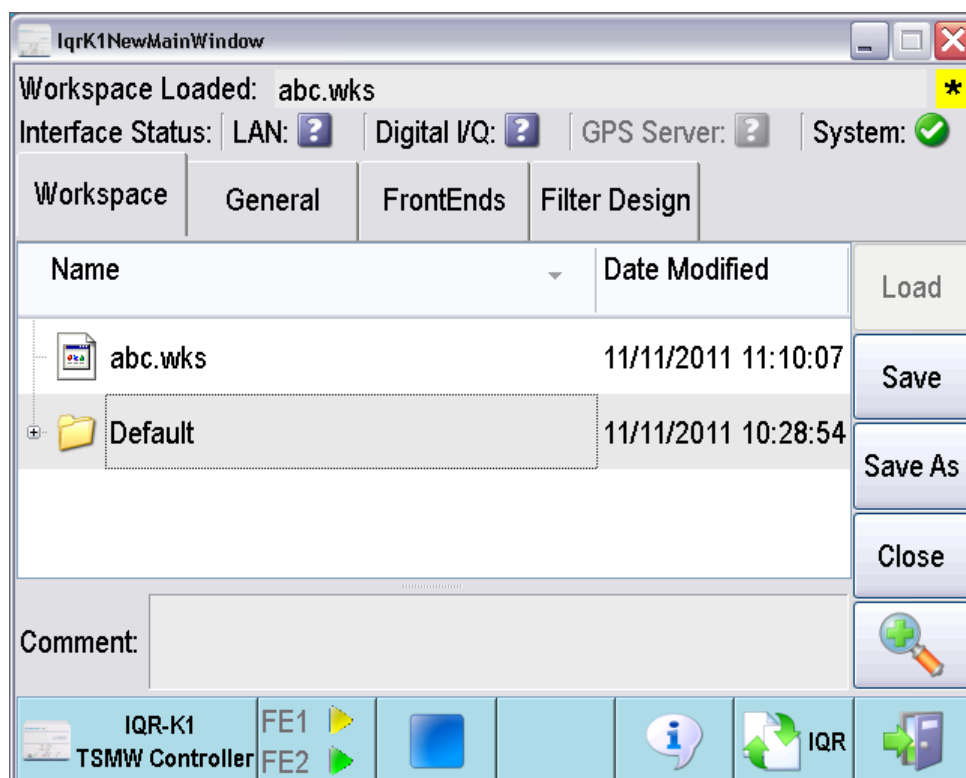 IqrK1NewMainWindow
Workspace Loaded: abc.wks *
Interface Status: LAN: ? Digital I/Q: ? GPS Server: ? System:
Workspace General FrontEnds Filter Design
Name Date Modified Load
abc.wks 11/11/2011 11:10:07
Save
Default 11/11/2011 10:28:54
Save As
Close
Comment:
IQR-K1 FE1
TSMW Controller FE2
i IQR